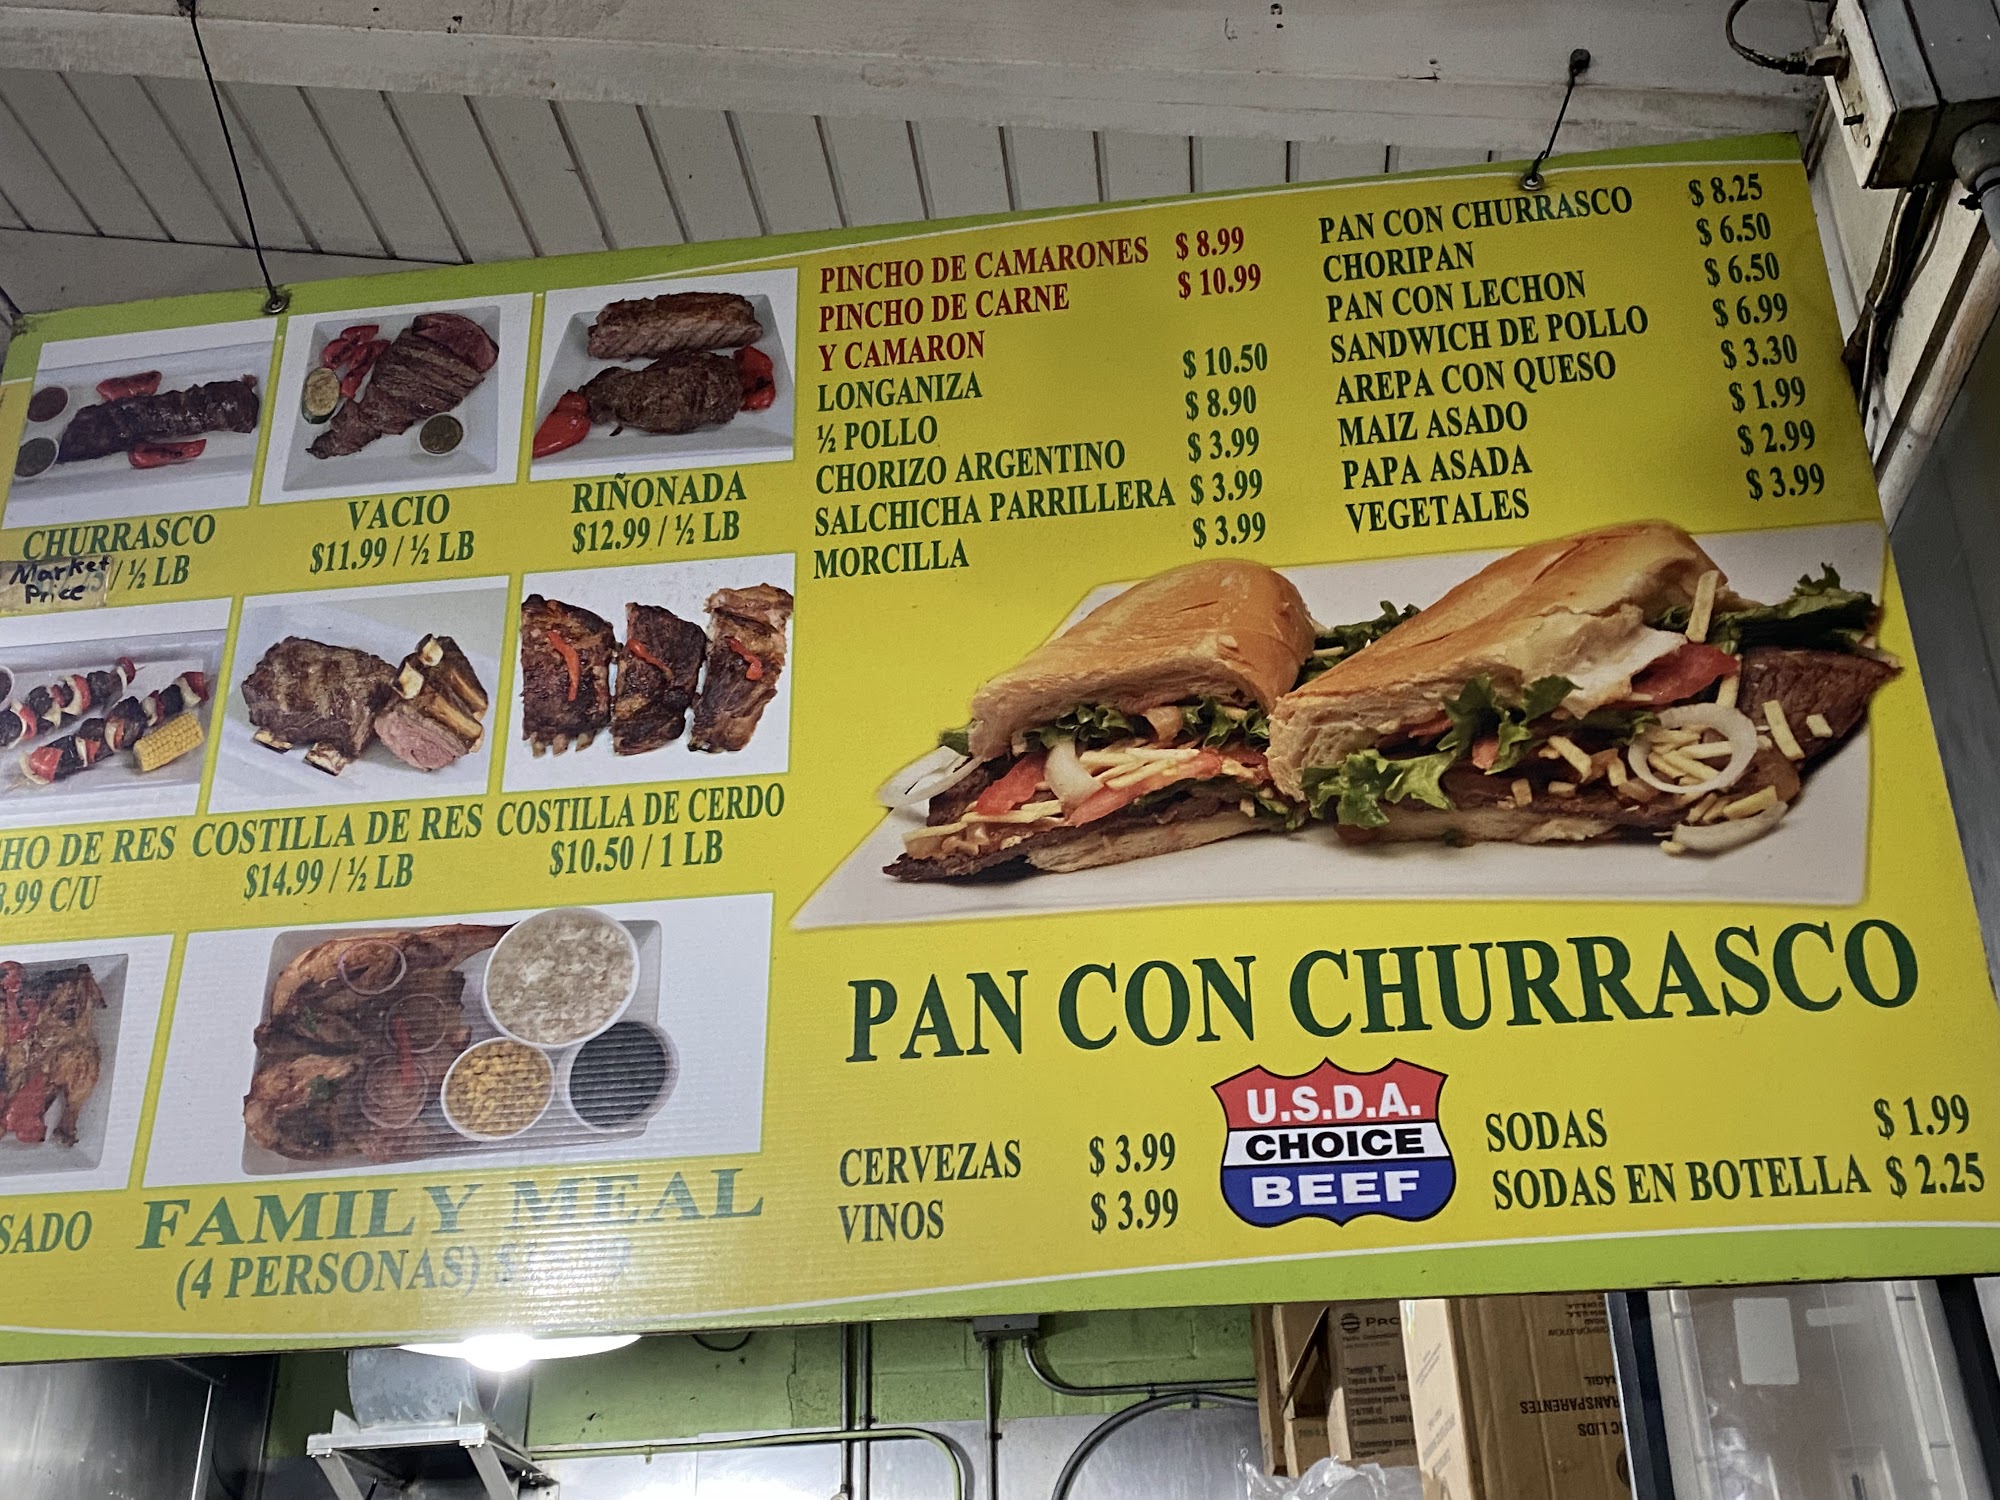 CHURRASCO
Market
Price
/ ½ LB
VACIO
$11.99 / ½ LB
RIÑONADA
$12.99 / ½ LB
HO DE RES
.99 C/U
COSTILLA DE RES
$14.99 / ½ LB
COSTILLA DE CERDO
$10.50 / 1 LB
SADO
FAMILY MEAL
(4 PERSONAS) $
PINCHO DE CAMARONES $ 8.99
PINCHO DE CARNE $ 10.99
Y CAMARON
LONGANIZA $ 10.50
½ POLLO $ 8.90
CHORIZO ARGENTINO $ 3.99
SALCHICHA PARRILLERA $ 3.99
MORCILLA $ 3.99
PAN CON CHURRASCO $ 8.25
CHORIPAN $ 6.50
PAN CON LECHON $ 6.50
SANDWICH DE POLLO $ 6.99
AREPA CON QUESO $ 3.30
MAIZ ASADO $ 1.99
PAPA ASADA $ 2.99
VEGETALES $ 3.99
PAN CON CHURRASCO
CERVEZAS $ 3.99
VINOS $ 3.99
U.S.D.A.
CHOICE
BEEF
SODAS $ 1.99
SODAS EN BOTELLA $ 2.25
PAC
RANSPARENTES
C LIDS